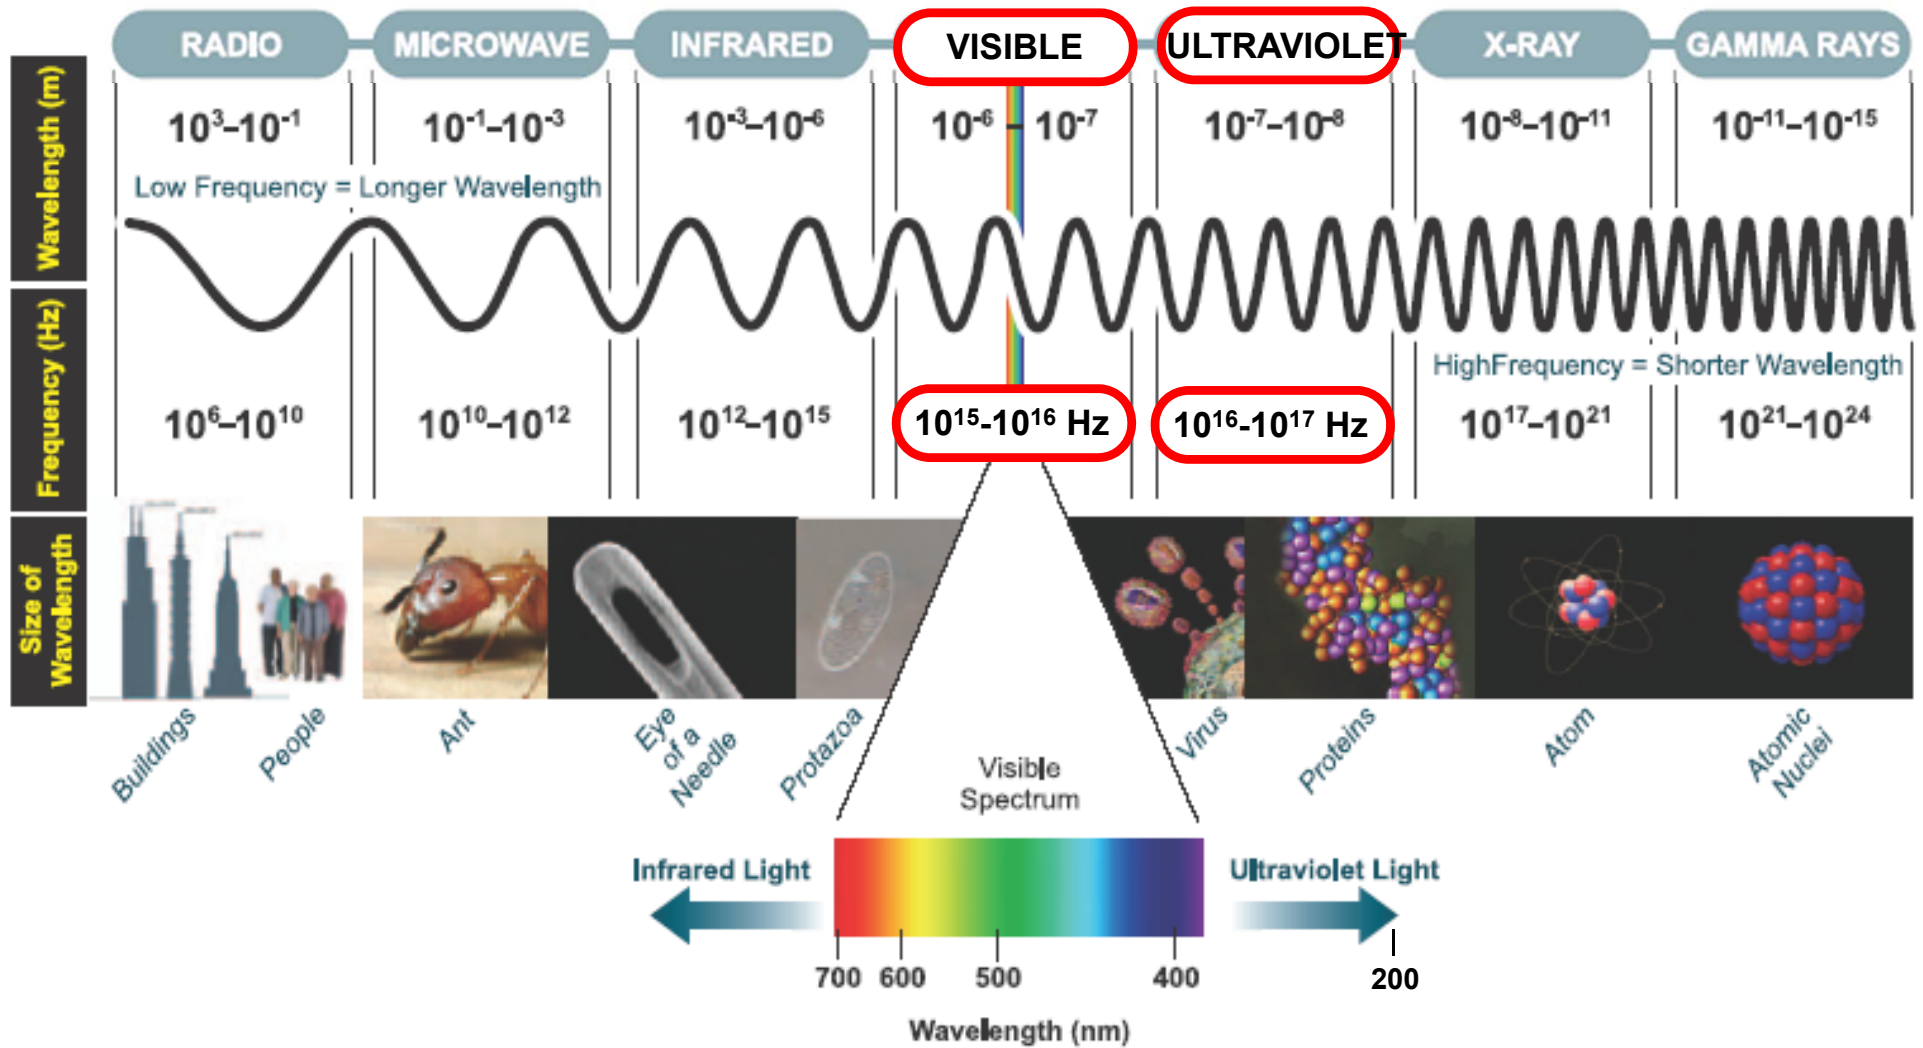 RADIO
MICROWAVE
INFRARED
VISIBLE
ULTRAVIOLET
X-RAY
GAMMA RAYS
Wavelength (m)
10³–10⁻¹
10⁻¹–10⁻³
10⁻³–10⁻⁶
10⁻⁶ – 10⁻⁷
10⁻⁷–10⁻⁸
10⁻⁸–10⁻¹¹
10⁻¹¹–10⁻¹⁵
Low Frequency = Longer Wavelength
HighFrequency = Shorter Wavelength
Frequency (Hz)
10⁶–10¹⁰
10¹⁰–10¹²
10¹²–10¹⁵
10¹⁵-10¹⁶ Hz
10¹⁶-10¹⁷ Hz
10¹⁷–10²¹
10²¹–10²⁴
Size of
Wavelength
Buildings
People
Ant
Eye
of a
Needle
Protazoa
Virus
Proteins
Atom
Atomic
Nuclei
Visible
Spectrum
Infrared Light
Ultraviolet Light
700
600
500
400
200
Wavelength (nm)